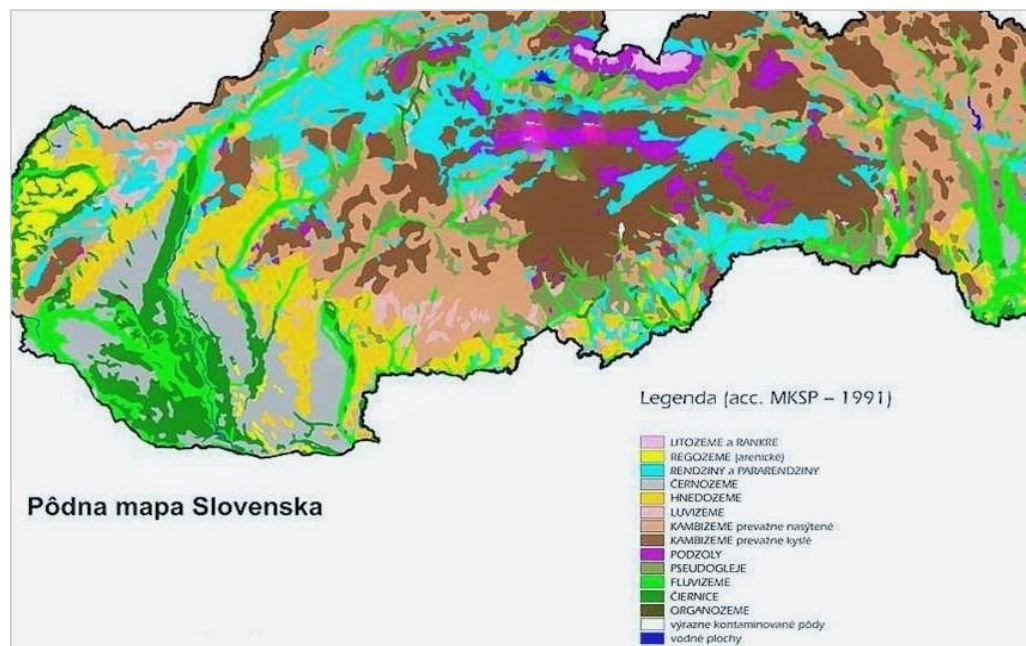 Legenda (acc. MKSP – 1991)
LITOZEME a RANKRE
REGOZEME (arenické)
RENDZINY a PARARENDZINY
ČERNOZEME
HNEDOZEME
LUVIZEME
KAMBIZEME prevažne nasýtené
KAMBIZEME prevažne kyslé
PODZOLY
PSEUDOGLEJE
FLUVIZEME
ČIERNICE
ORGANOZEME
výrazne kontaminované pôdy
vodné plochy
Pôdna mapa Slovenska